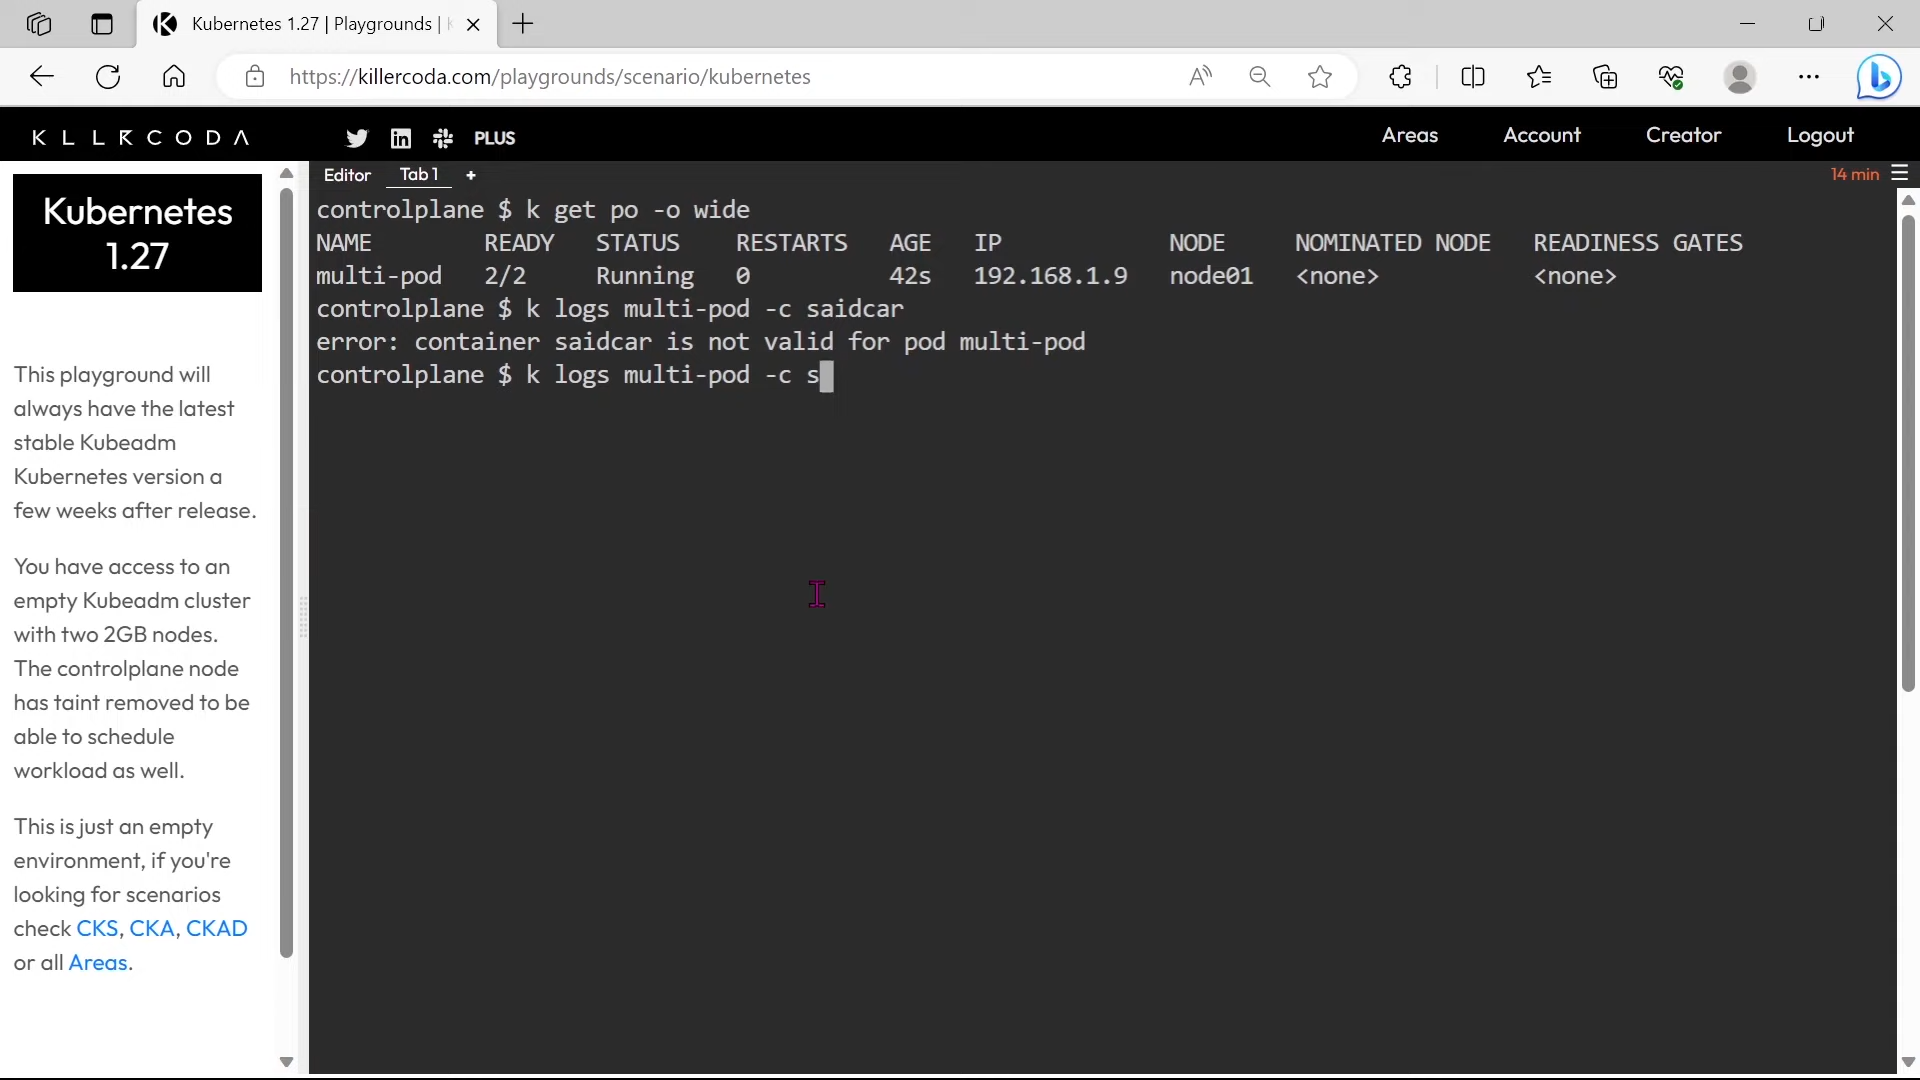 Kubernetes 1.27 | Playgrounds |
https://killercoda.com/playgrounds/scenario/kubernetes
KLLRCODA
PLUS
Areas
Account
Creator
Logout
Kubernetes
1.27
This playground will
always have the latest
stable Kubeadm
Kubernetes version a
few weeks after release.
You have access to an
empty Kubeadm cluster
with two 2GB nodes.
The controlplane node
has taint removed to be
able to schedule
workload as well.
This is just an empty
environment, if you're
looking for scenarios
check CKS, CKA, CKAD
or all Areas.
Editor Tab 1 +
14 min
controlplane $ k get po -o wide
NAME READY STATUS RESTARTS AGE IP NODE NOMINATED NODE READINESS GATES
multi-pod 2/2 Running 0 42s 192.168.1.9 node01 <none> <none>
controlplane $ k logs multi-pod -c saidcar
error: container saidcar is not valid for pod multi-pod
controlplane $ k logs multi-pod -c s